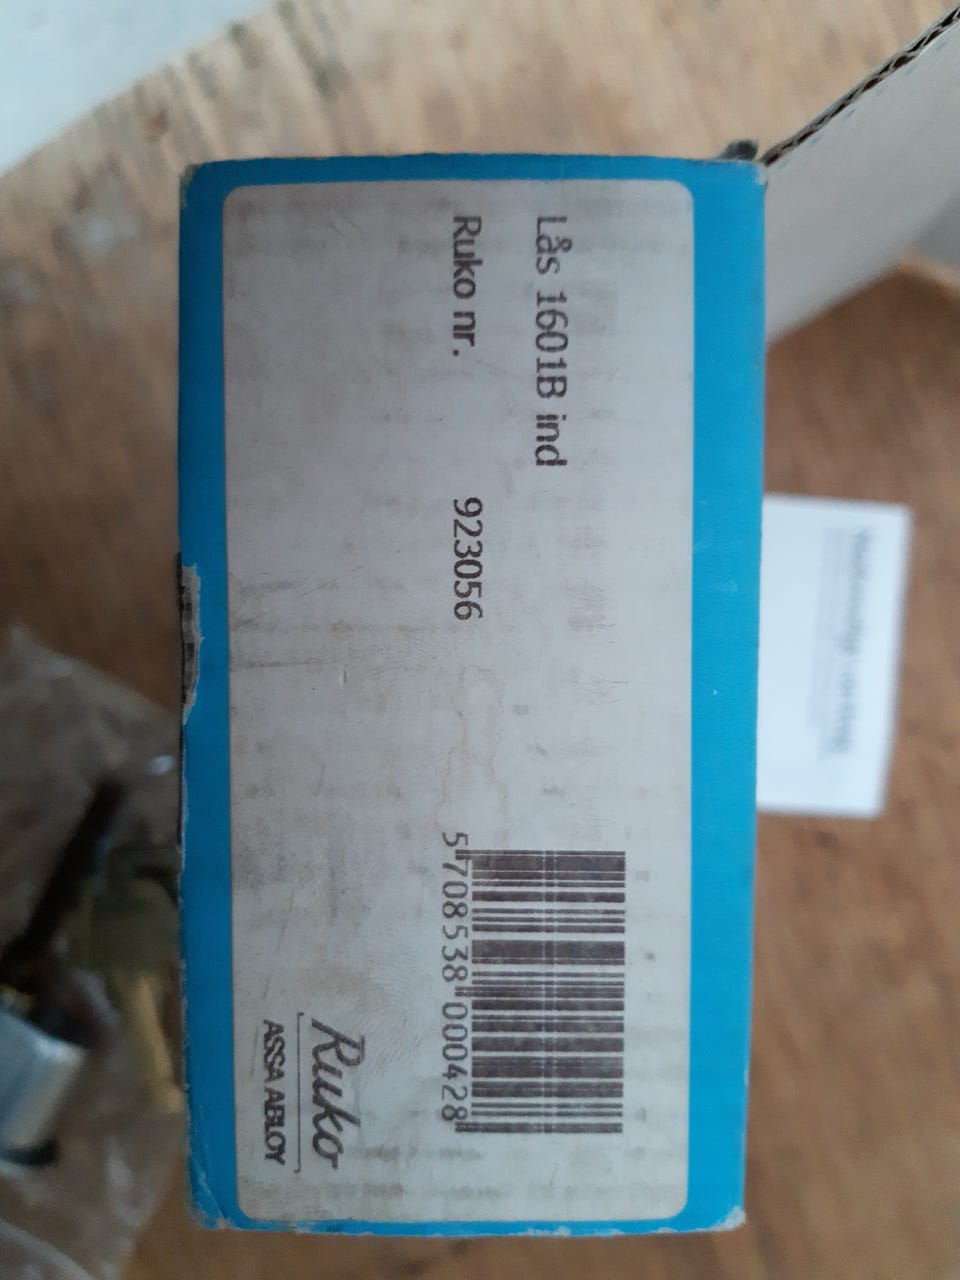 Lås 1601B ind
Ruko nr. 923056
5 708538 000428
Ruko
ASSA ABLOY